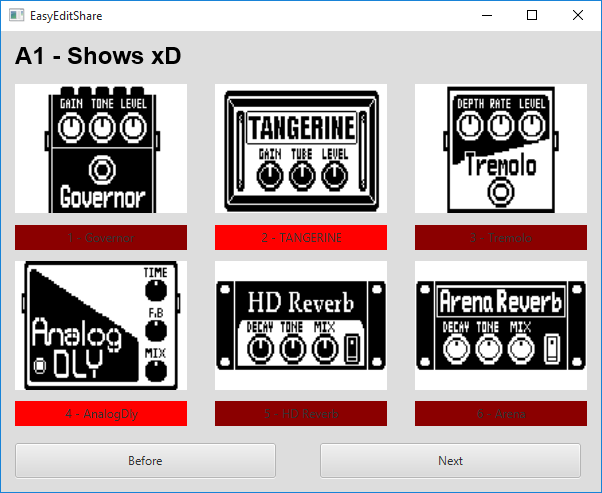 EasyEditShare
A1 - Shows xD
GAIN TONE LEVEL
Governor
TANGERINE
GAIN TUBE LEVEL
DEPTH RATE LEVEL
Tremolo
1 - Governor
2 - TANGERINE
3 - Tremolo
TIME
F.B
MIX
Analog
DLY
HD Reverb
DECAY TONE MIX
Arena Reverb
DECAY TONE MIX
4 - AnalogDly
5 - HD Reverb
6 - Arena
Before
Next